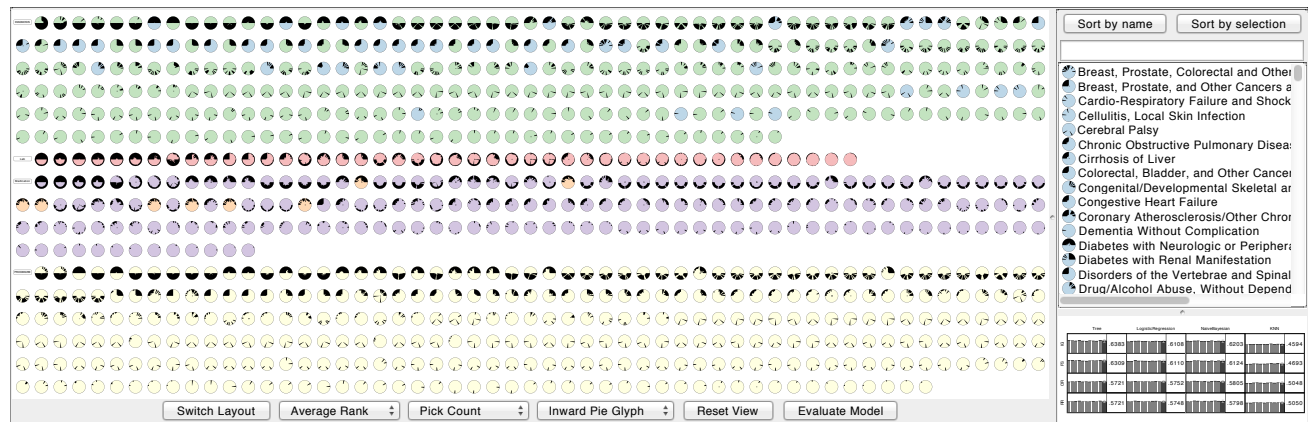 Sort by name
Sort by selection
DIAGNOSIS
LAB
MEDICATION
PROCEDURE
Breast, Prostate, Colorectal and Other
Breast, Prostate, and Other Cancers a
Cardio-Respiratory Failure and Shock
Cellulitis, Local Skin Infection
Cerebral Palsy
Chronic Obstructive Pulmonary Diseas
Cirrhosis of Liver
Colorectal, Bladder, and Other Cancer
Congenital/Developmental Skeletal an
Congestive Heart Failure
Coronary Atherosclerosis/Other Chron
Dementia Without Complication
Diabetes with Neurologic or Periphera
Diabetes with Renal Manifestation
Disorders of the Vertebrae and Spinal
Drug/Alcohol Abuse, Without Depend
Tree LogisticRegression NaiveBayesian KNN
.6383 .6108 .6203 .4594
.6309 .6110 .6124 .4693
.5721 .5752 .5805 .5048
.5721 .5748 .5798 .5050
Switch Layout
Average Rank
Pick Count
Inward Pie Glyph
Reset View
Evaluate Model